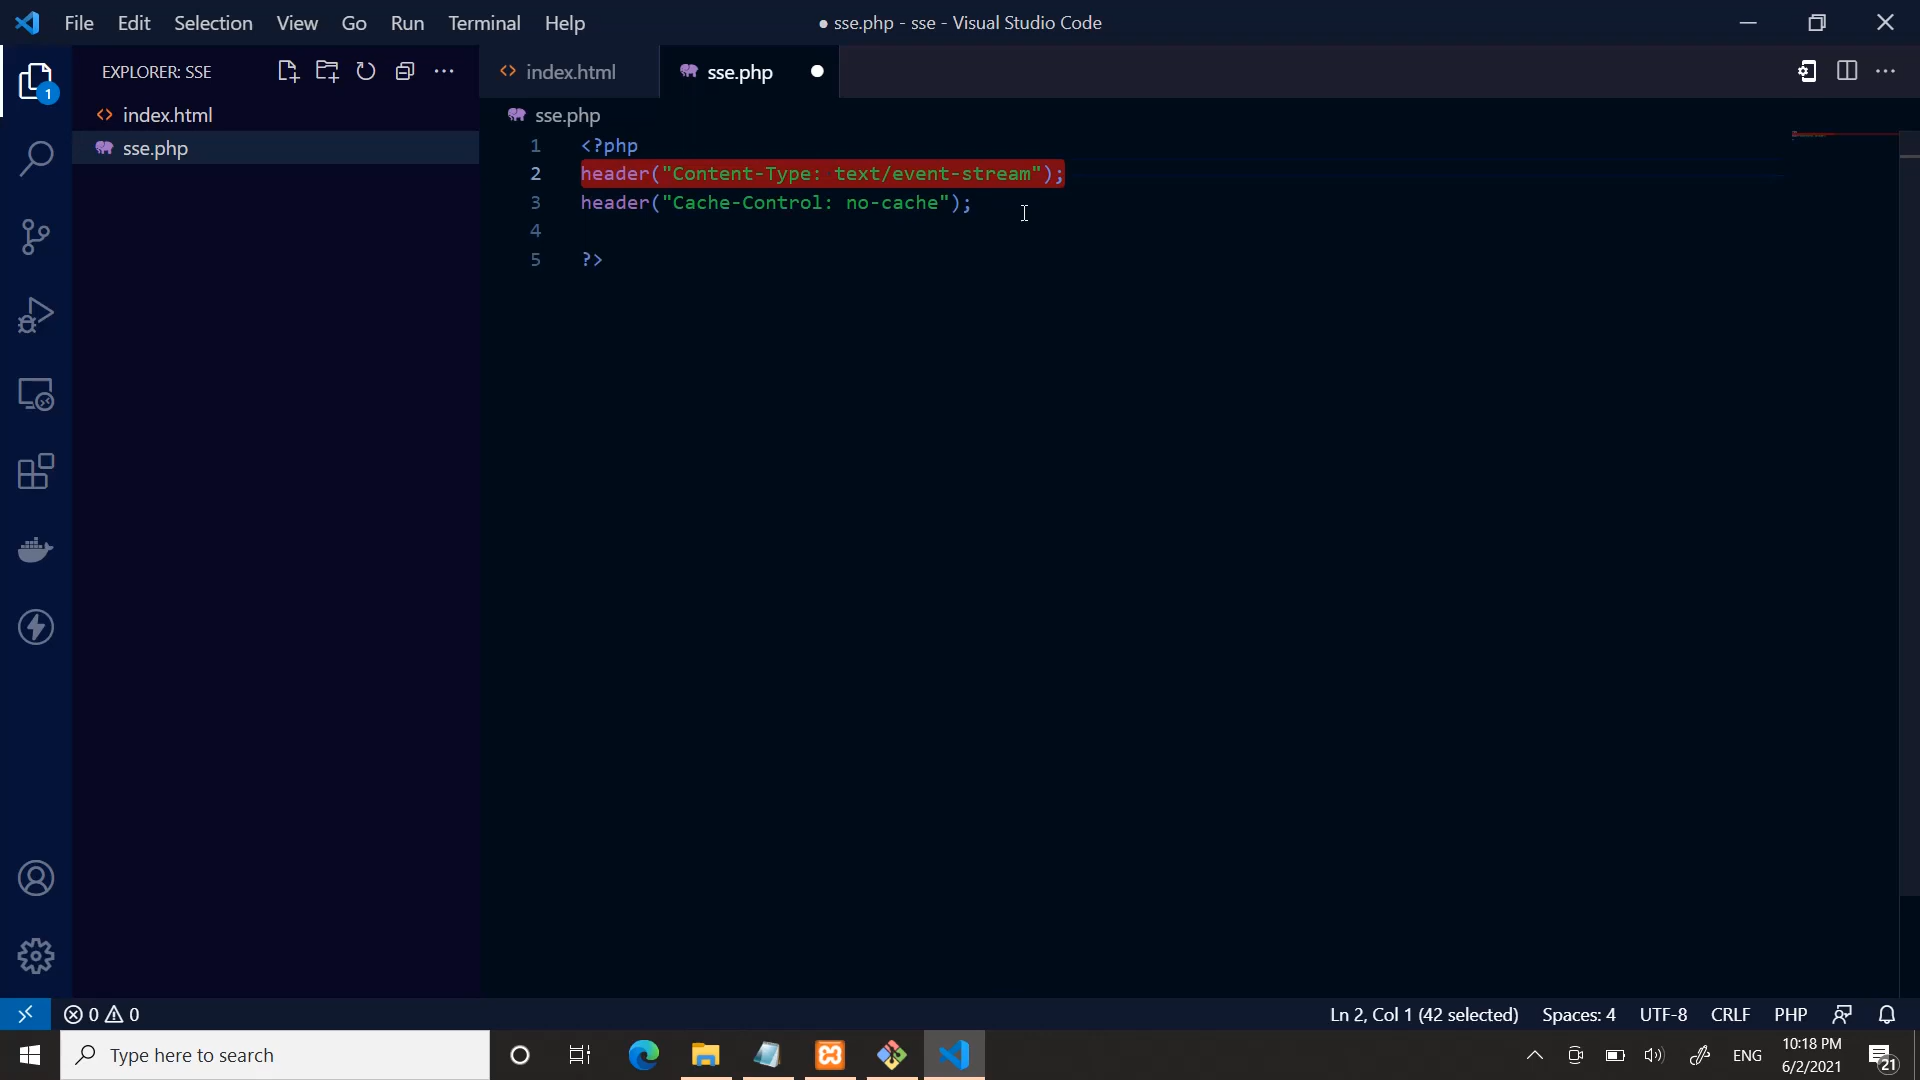 File Edit Selection View Go Run Terminal Help
● sse.php - sse - Visual Studio Code
1
EXPLORER: SSE
index.html
sse.php
index.html
sse.php
sse.php
1 <?php
2 header("Content-Type: text/event-stream");
3 header("Cache-Control: no-cache");
4
5 ?>
0 0
Ln 2, Col 1 (42 selected) Spaces: 4 UTF-8 CRLF PHP
Type here to search
ENG
10:18 PM
6/2/2021
21